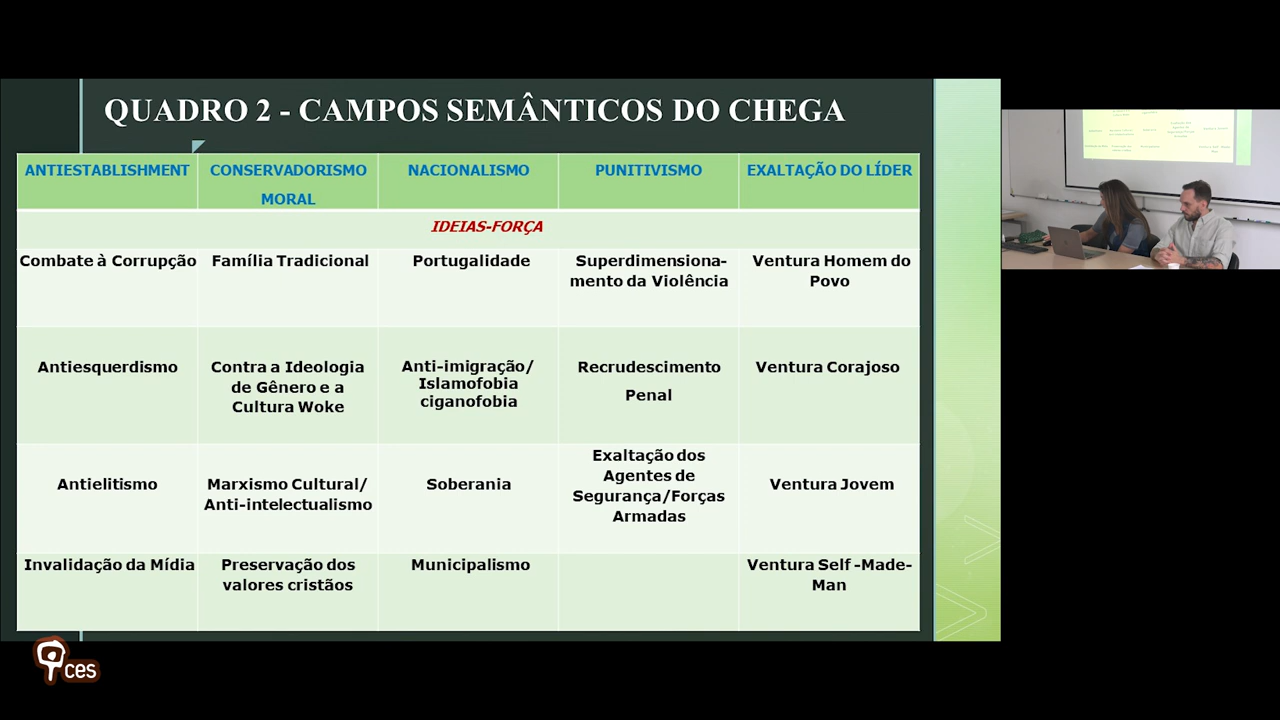 QUADRO 2 - CAMPOS SEMÂNTICOS DO CHEGA
ANTIESTABLISHMENT
CONSERVADORISMO
MORAL
NACIONALISMO
PUNITIVISMO
EXALTAÇÃO DO LÍDER
IDEIAS-FORÇA
Combate à Corrupção
Família Tradicional
Portugalidade
Superdimensiona-
mento da Violência
Ventura Homem do
Povo
Antiesquerdismo
Contra a Ideologia
de Gênero e a
Cultura Woke
Anti-imigração/
Islamofobia
ciganofobia
Recrudescimento
Penal
Ventura Corajoso
Antielitismo
Marxismo Cultural/
Anti-intelectualismo
Soberania
Exaltação dos
Agentes de
Segurança/Forças
Armadas
Ventura Jovem
Invalidação da Mídia
Preservação dos
valores cristãos
Municipalismo
Ventura Self -Made-
Man
ces